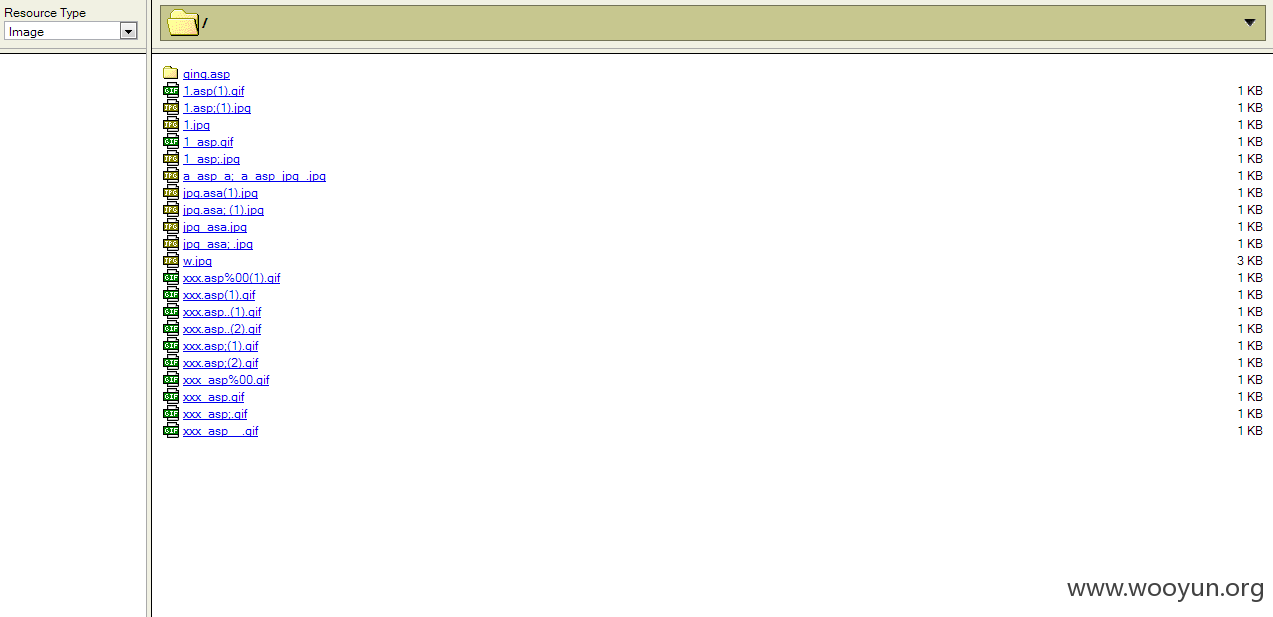 Resource Type
Image
/
qing.asp
1.asp(1).gif 1 KB
1.asp;(1).jpg 1 KB
1.jpg 1 KB
1_asp.gif 1 KB
1_asp;.jpg 1 KB
a_asp_a;_a_asp_jpg_.jpg 1 KB
jpg.asa(1).jpg 1 KB
jpg.asa; (1).jpg 1 KB
jpg_asa.jpg 1 KB
jpg_asa; .jpg 1 KB
w.jpg 3 KB
xxx.asp%00(1).gif 1 KB
xxx.asp(1).gif 1 KB
xxx.asp..(1).gif 1 KB
xxx.asp..(2).gif 1 KB
xxx.asp;(1).gif 1 KB
xxx.asp;(2).gif 1 KB
xxx_asp%00.gif 1 KB
xxx_asp.gif 1 KB
xxx_asp;.gif 1 KB
xxx_asp__.gif 1 KB
www.wooyun.org